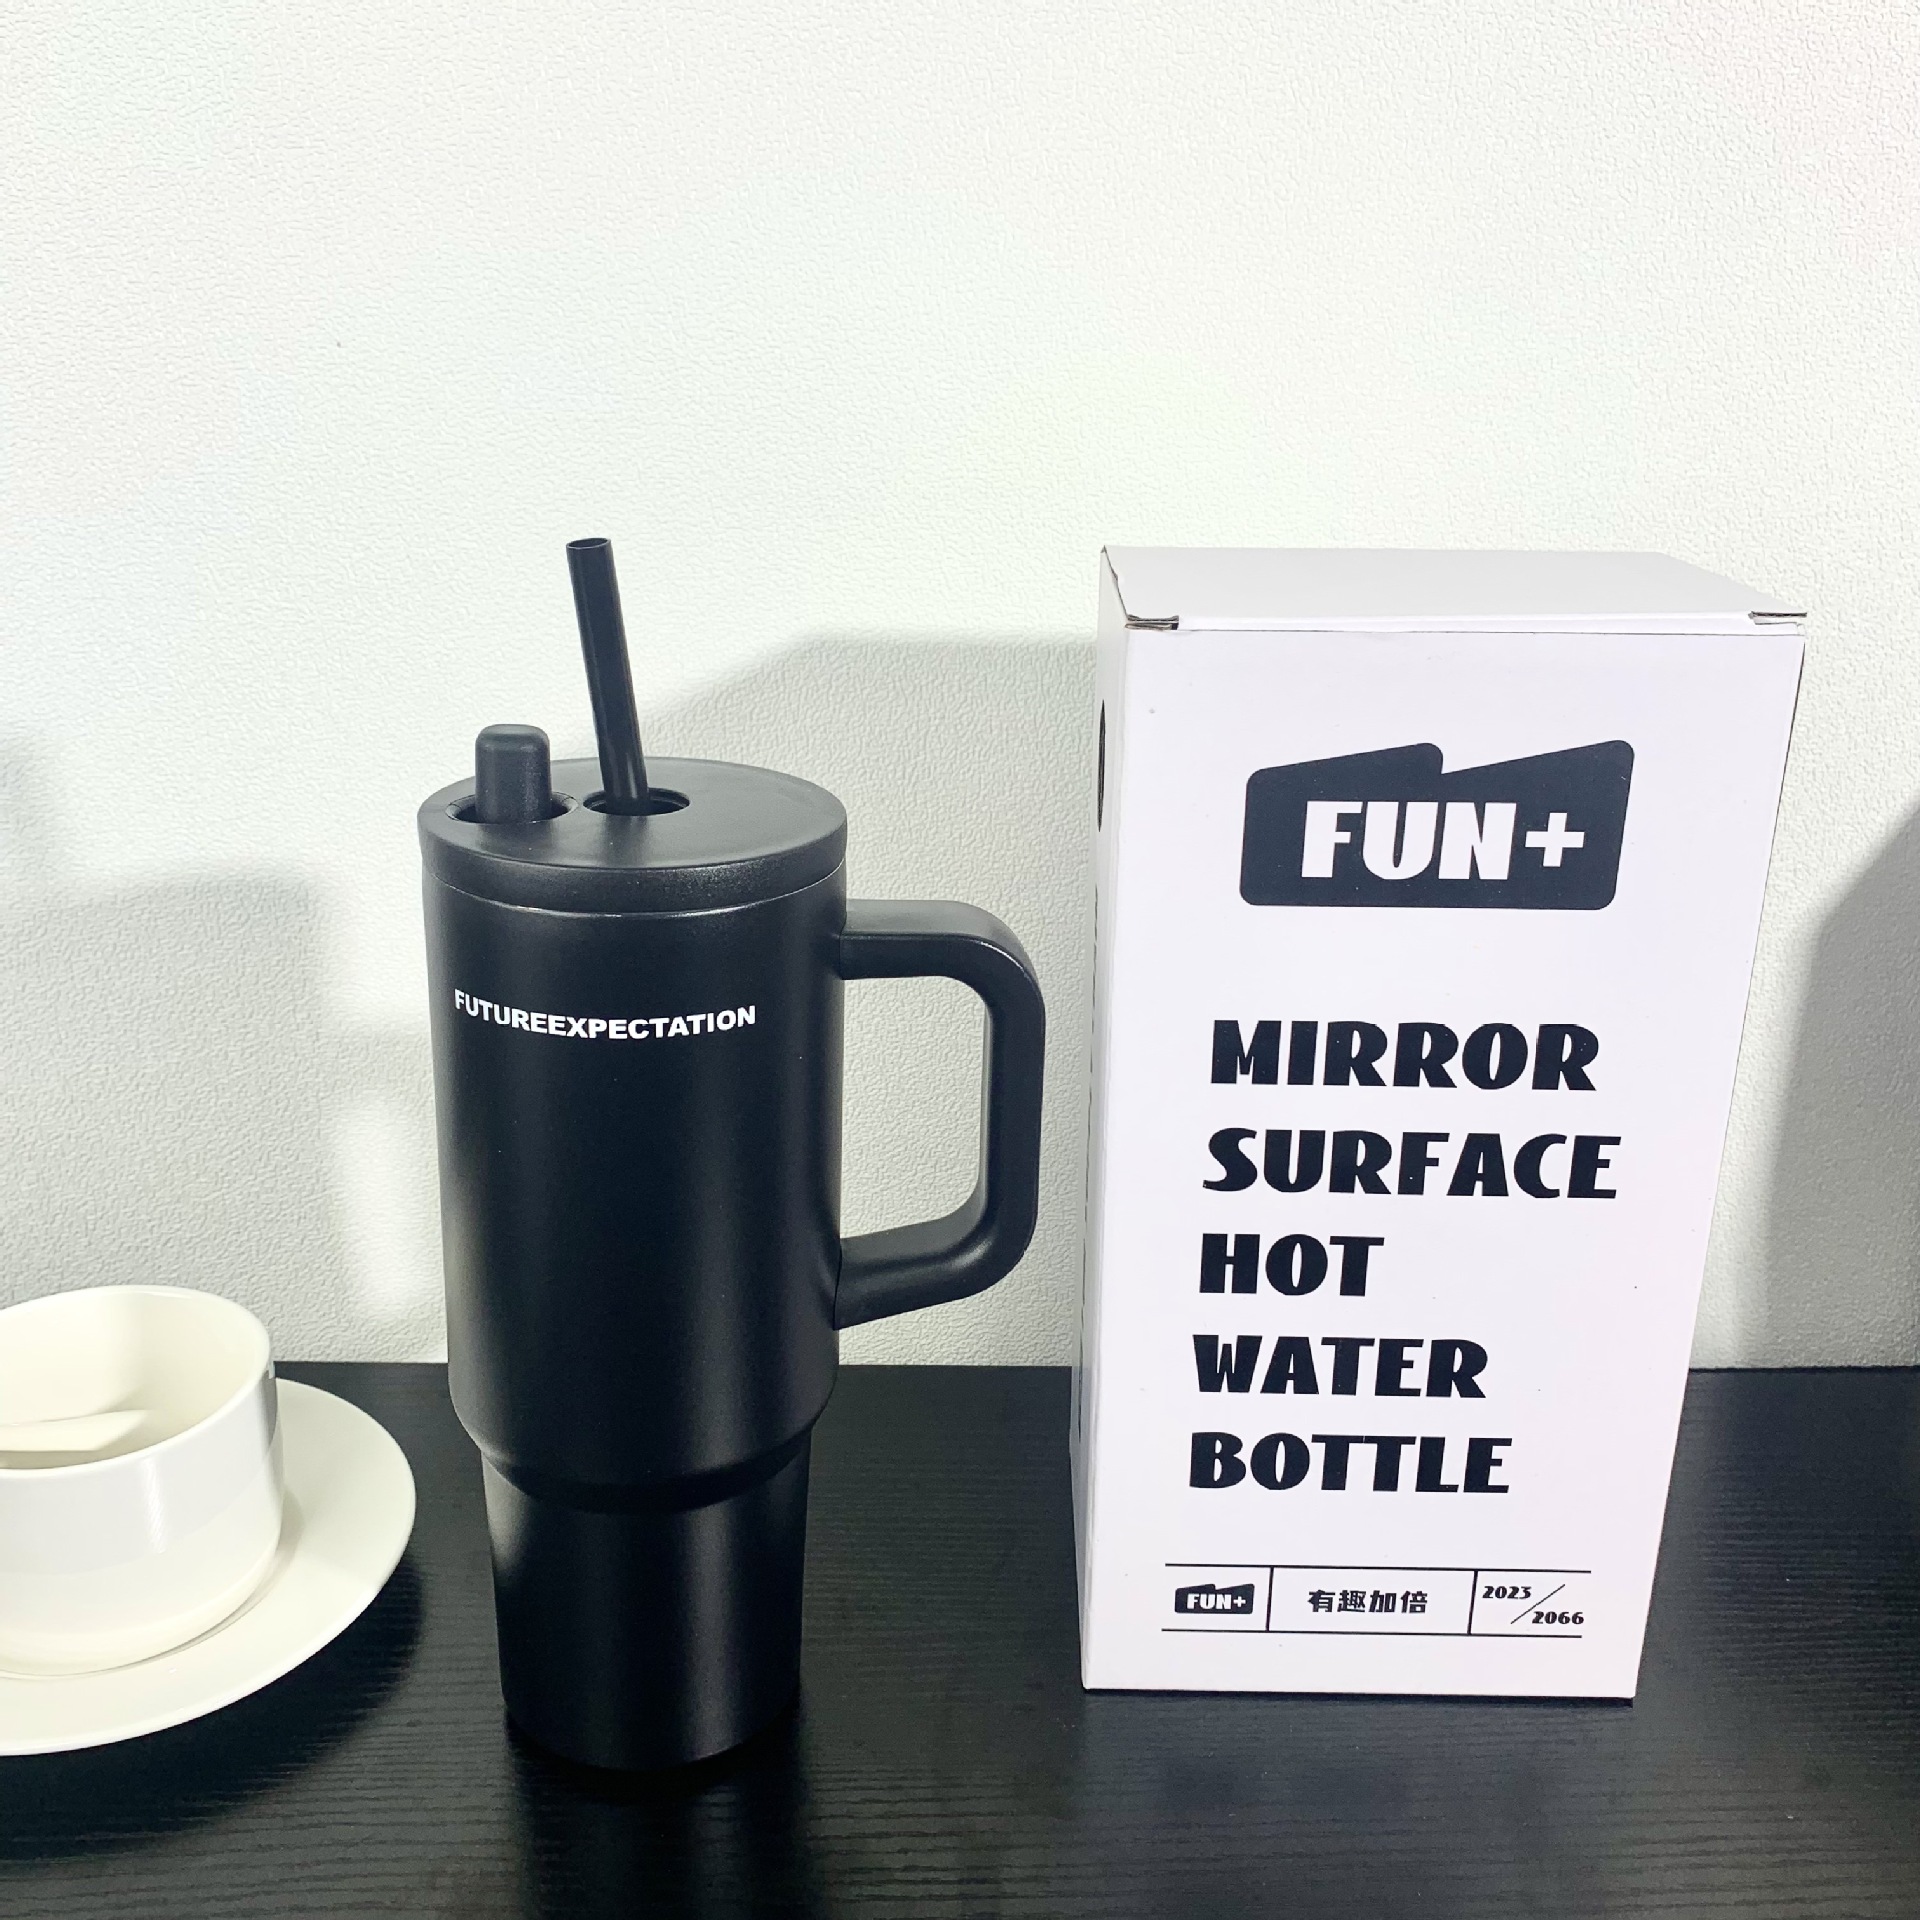 FUTUREEXPECTATION
FUN+
MIRROR
SURFACE
HOT
WATER
BOTTLE
FUN+ 有趣加倍 2023/2066